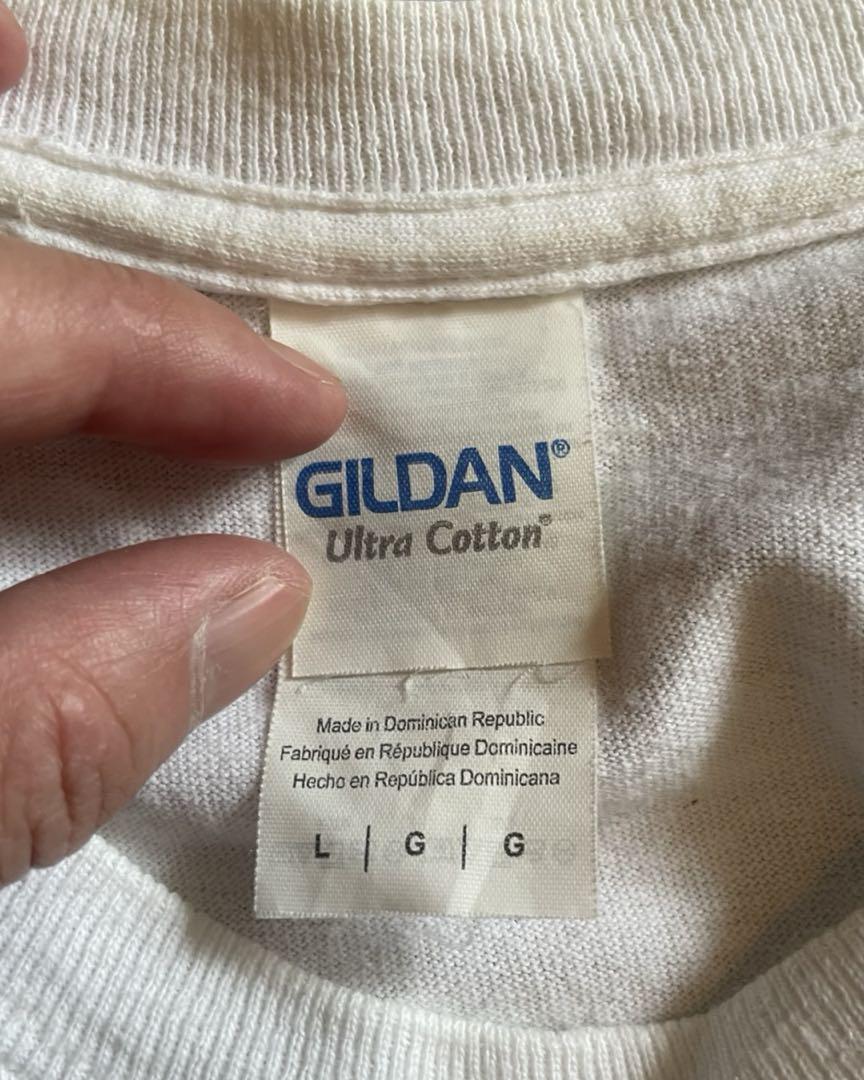 GILDAN®
Ultra Cotton®
Made in Dominican Republic
Fabriqué en République Dominicaine
Hecho en República Dominicana
L | G | G